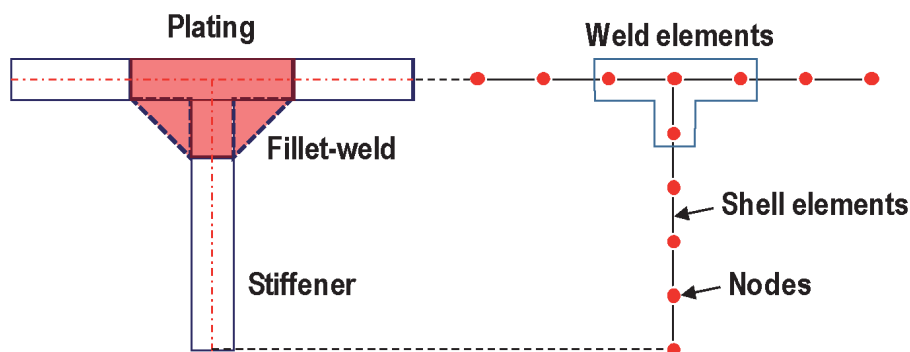 Plating
Weld elements
Fillet-weld
Shell elements
Stiffener
Nodes